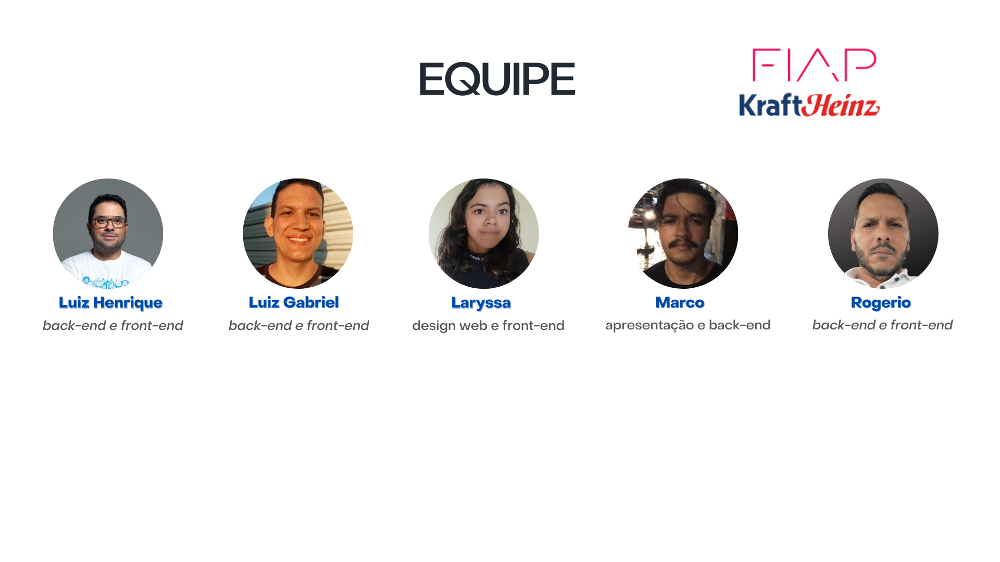 EQUIPE
FIAP
KraftHeinz
Luiz Henrique
back-end e front-end
Luiz Gabriel
back-end e front-end
Laryssa
design web e front-end
Marco
apresentação e back-end
Rogerio
back-end e front-end